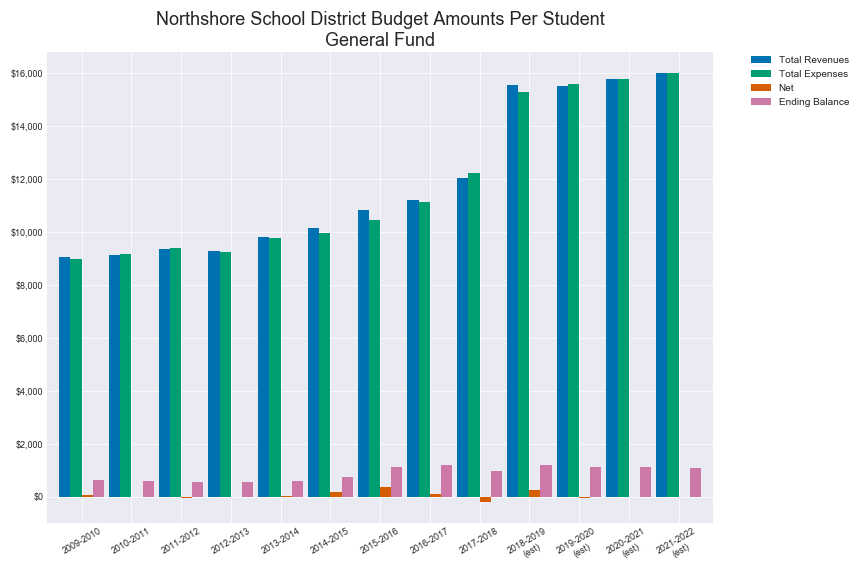 Northshore School District Budget Amounts Per Student
General Fund
Total Revenues
Total Expenses
Net
Ending Balance
$16,000
$14,000
$12,000
$10,000
$8,000
$6,000
$4,000
$2,000
$0
2009-2010
2010-2011
2011-2012
2012-2013
2013-2014
2014-2015
2015-2016
2016-2017
2017-2018
2018-2019
(est)
2019-2020
(est)
2020-2021
(est)
2021-2022
(est)